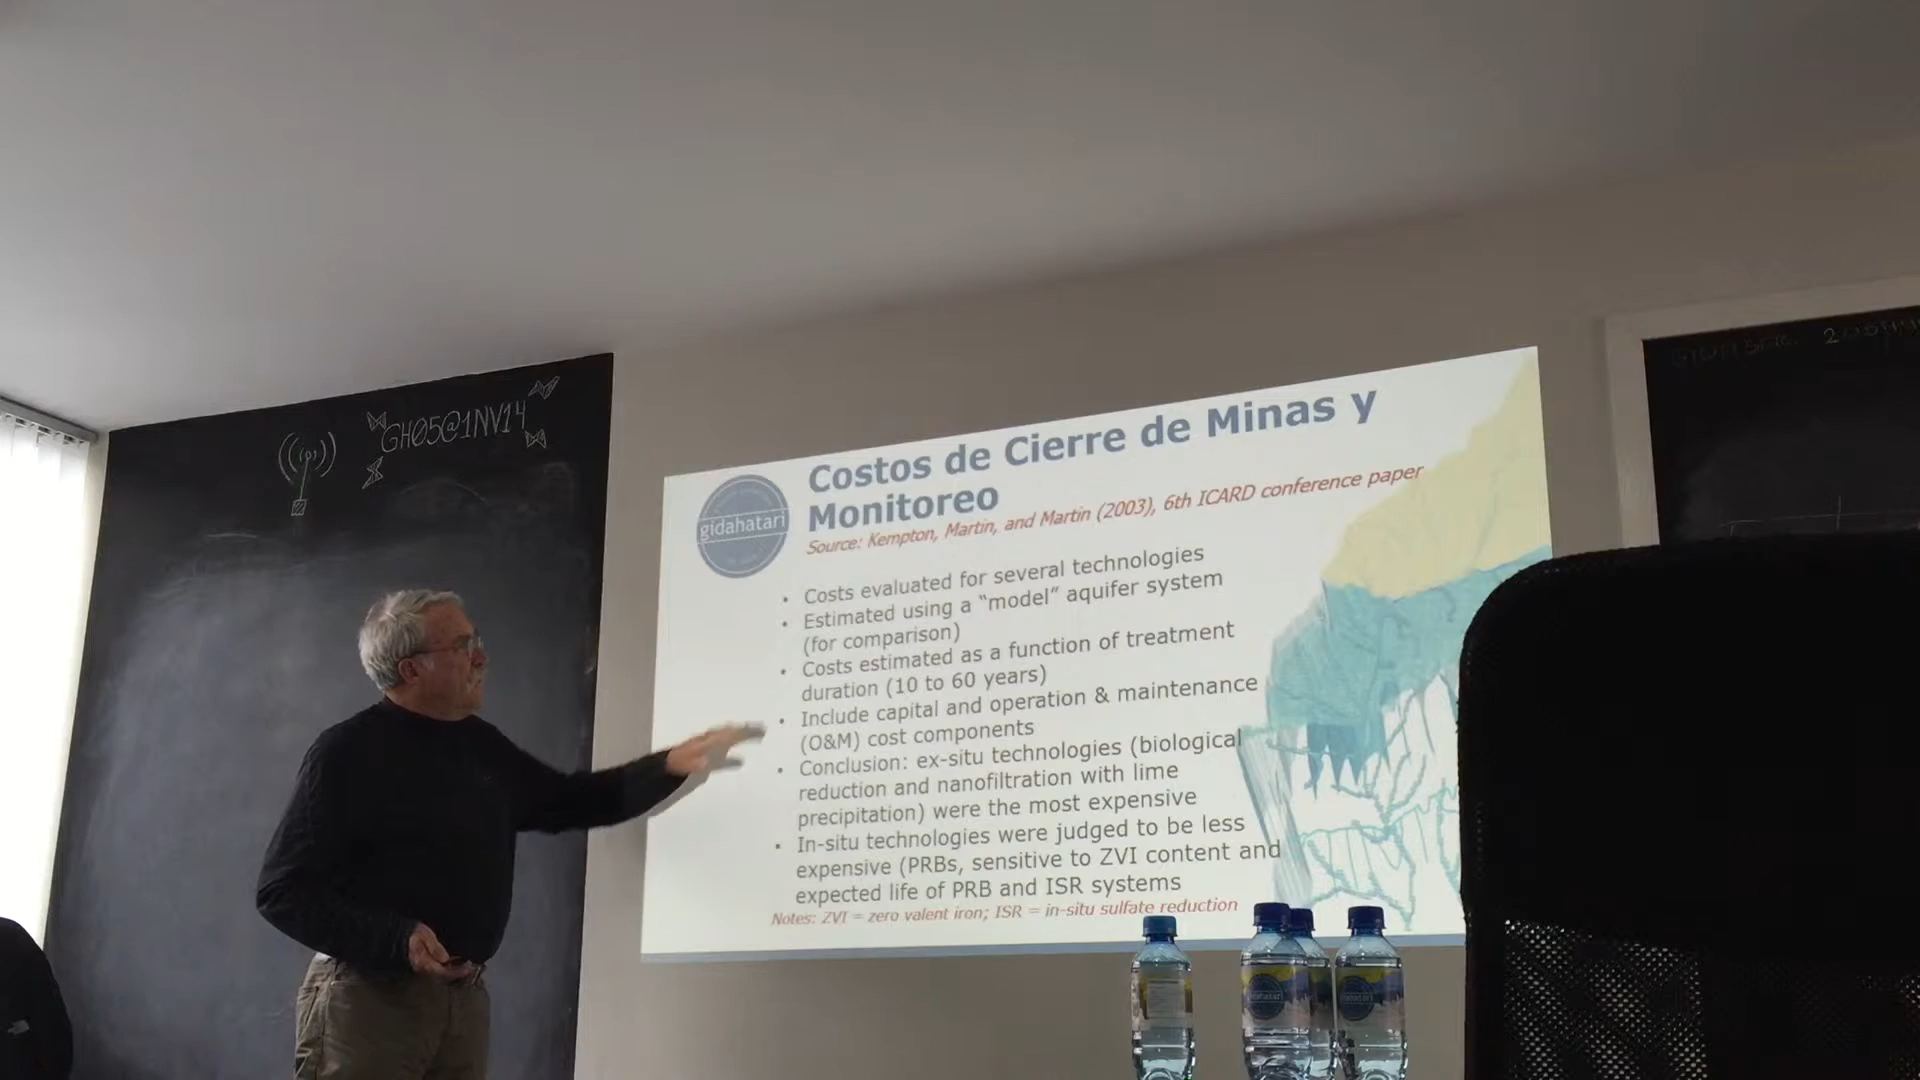 GH05@1NV14
Costos de Cierre de Minas y
Monitoreo
gidahatari
Source: Kempton, Martin, and Martin (2003), 6th ICARD conference paper
• Costs evaluated for several technologies
• Estimated using a “model” aquifer system
(for comparison)
• Costs estimated as a function of treatment
duration (10 to 60 years)
• Include capital and operation & maintenance
(O&M) cost components
• Conclusion: ex-situ technologies (biological
reduction and nanofiltration with lime
precipitation) were the most expensive
• In-situ technologies were judged to be less
expensive (PRBs, sensitive to ZVI content and
expected life of PRB and ISR systems
Notes: ZVI = zero valent iron; ISR = in-situ sulfate reduction
gidahatari
gidahatari